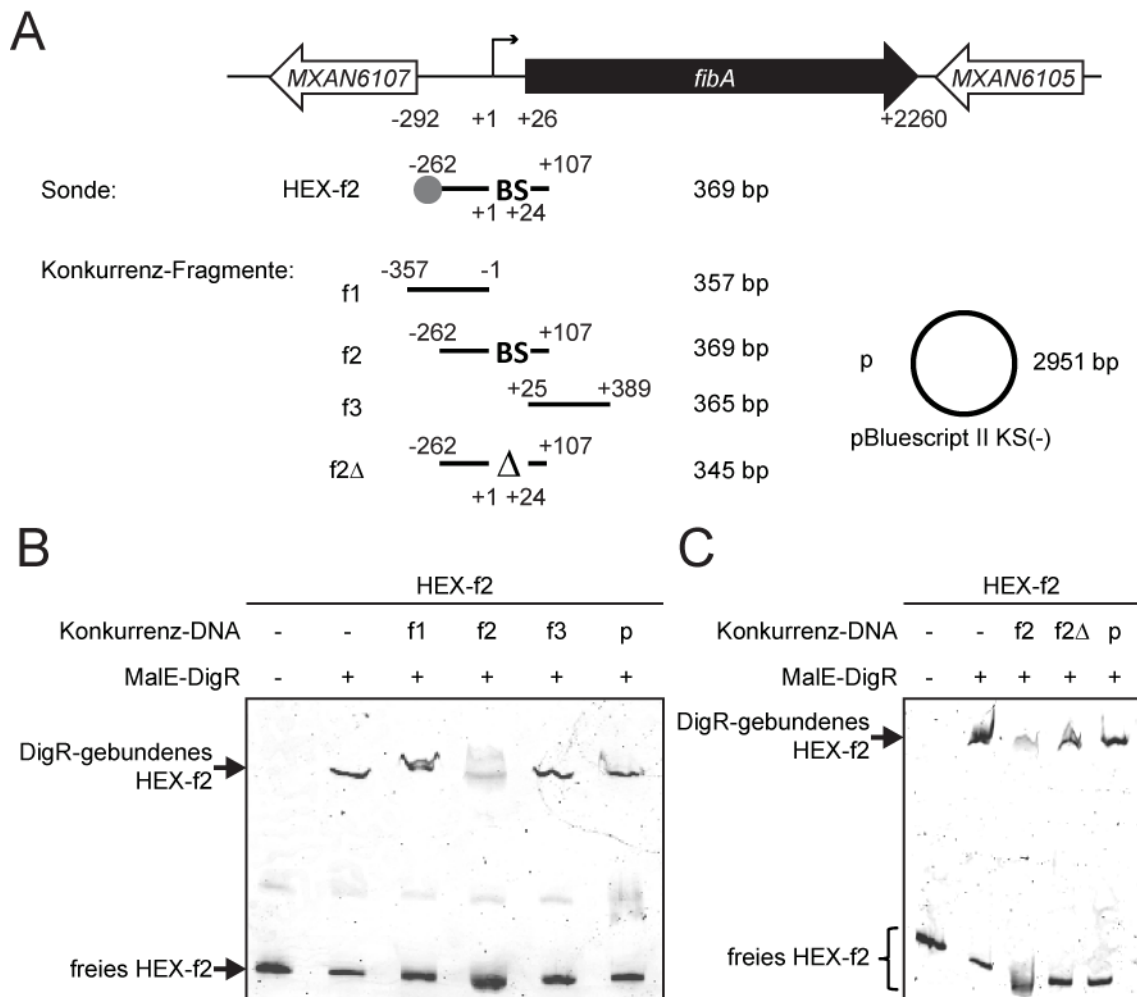 A
MXAN6107 fibA MXAN6105
-292 +1 +26 +2260
-262 +107
Sonde: HEX-f2 BS 369 bp
+1 +24
Konkurrenz-Fragmente:
-357 -1
f1 357 bp
-262 +107
f2 BS 369 bp
+25 +389
f3 365 bp
-262 +107
f2Δ Δ 345 bp
+1 +24
p 2951 bp
pBluescript II KS(-)
B
HEX-f2
Konkurrenz-DNA - - f1 f2 f3 p
MalE-DigR - + + + + +
DigR-gebundenes
HEX-f2
freies HEX-f2
C
HEX-f2
Konkurrenz-DNA - - f2 f2Δ p
MalE-DigR - + + + +
DigR-gebundenes
HEX-f2
freies HEX-f2